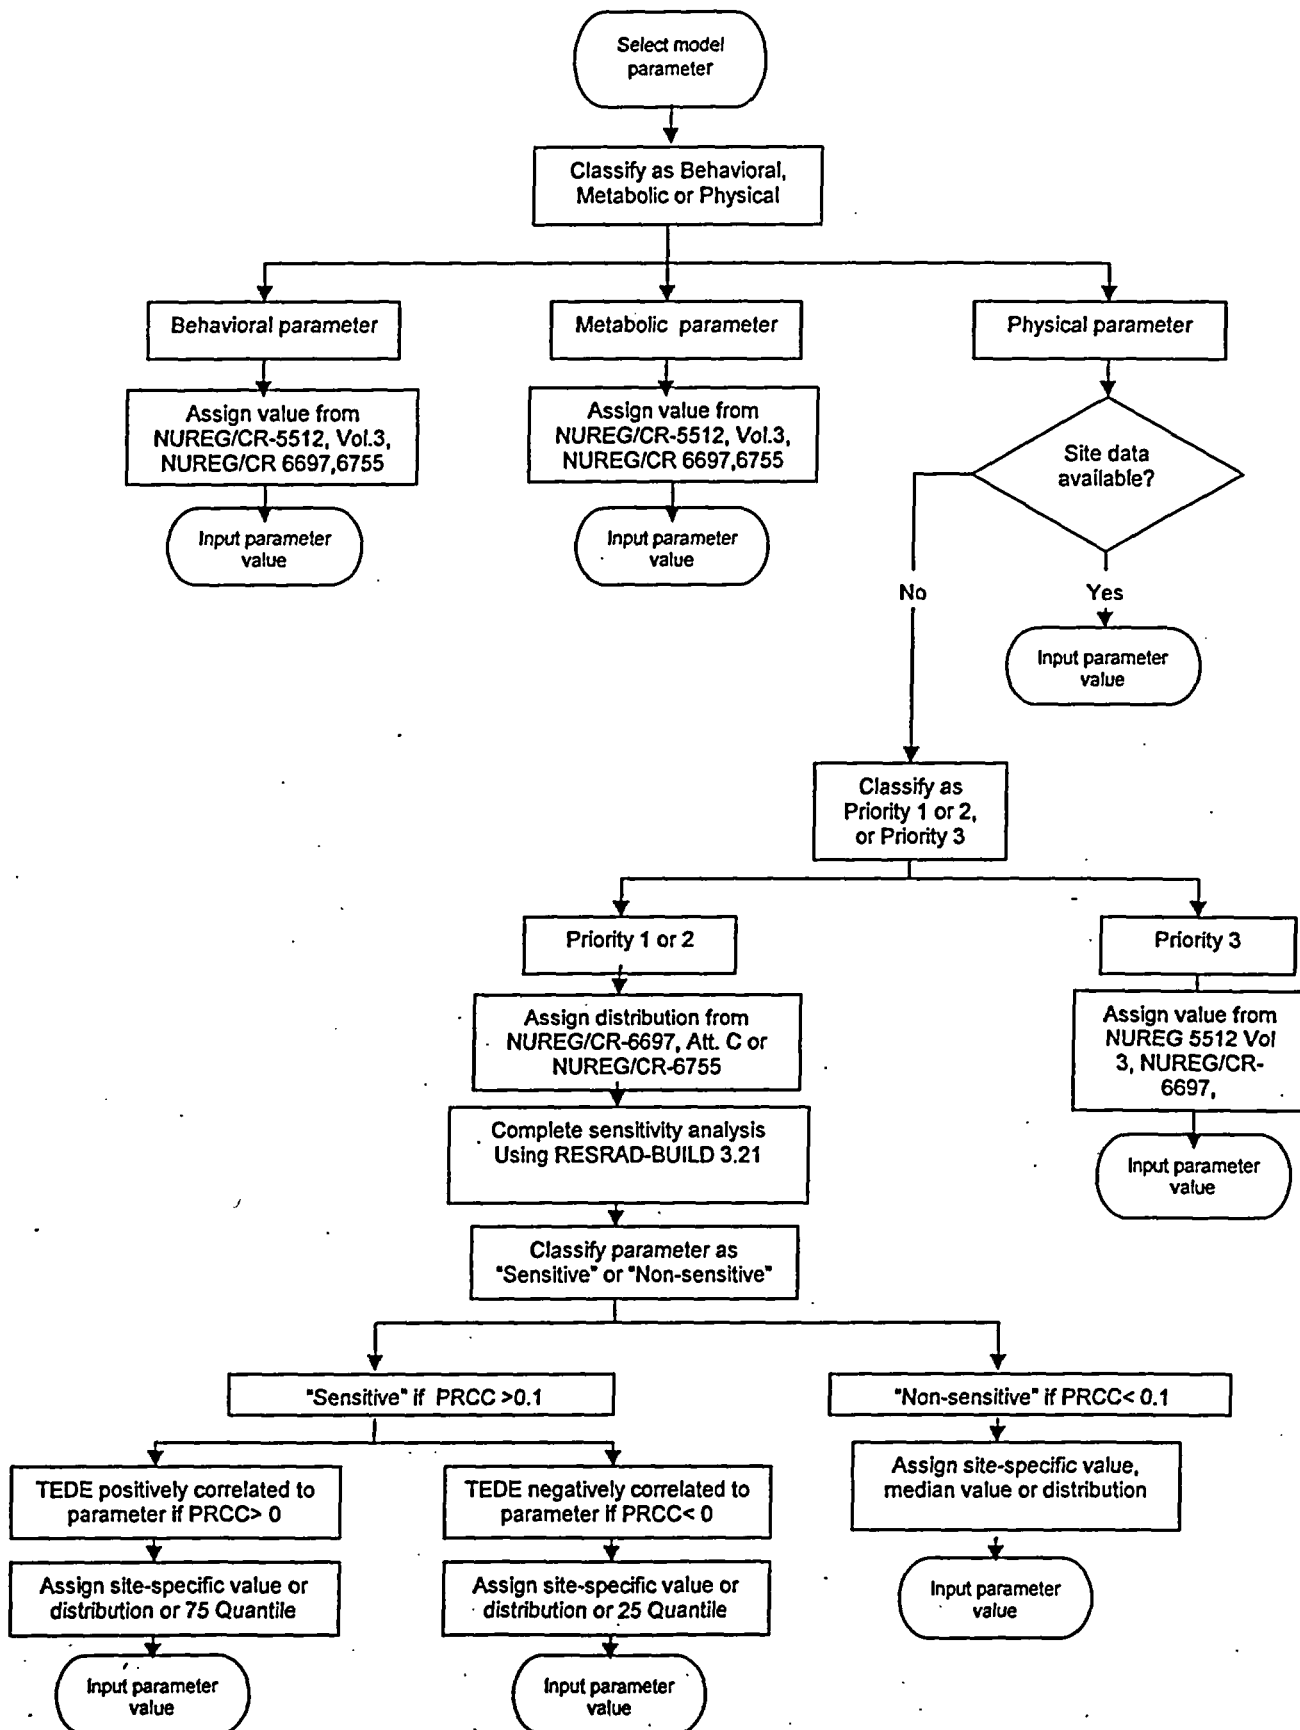 Select model
parameter
Classify as Behavioral,
Metabolic or Physical
Behavioral parameter
Metabolic parameter
Physical parameter
Assign value from
NUREG/CR-5512, Vol.3,
NUREG/CR 6697,6755
Assign value from
NUREG/CR-5512, Vol.3,
NUREG/CR 6697,6755
Site data
available?
Input parameter
value
Input parameter
value
No
Yes
Input parameter
value
Classify as
Priority 1 or 2,
or Priority 3
Priority 1 or 2
Priority 3
Assign distribution from
NUREG/CR-6697, Att. C or
NUREG/CR-6755
Assign value from
NUREG 5512 Vol
3, NUREG/CR-
6697,
Complete sensitivity analysis
Using RESRAD-BUILD 3.21
Input parameter
value
Classify parameter as
"Sensitive" or "Non-sensitive"
"Sensitive" if PRCC >0.1
"Non-sensitive" if PRCC< 0.1
TEDE positively correlated to
parameter if PRCC> 0
TEDE negatively correlated to
parameter if PRCC< 0
Assign site-specific value,
median value or distribution
Assign site-specific value or
distribution or 75 Quantile
Assign site-specific value or
distribution or 25 Quantile
Input parameter
value
Input parameter
value
Input parameter
value